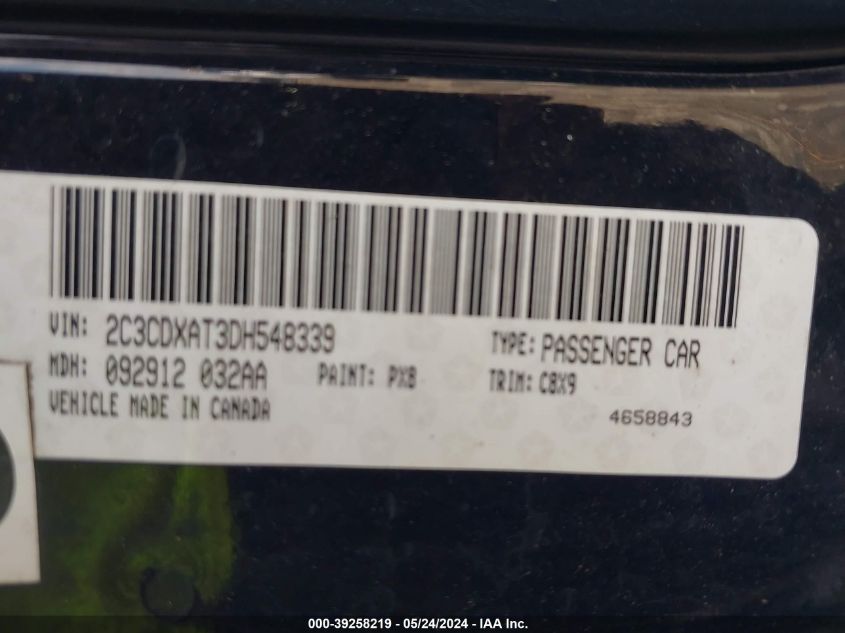 VIN: 2C3CDXAT3DH548339 TYPE: PASSENGER CAR
MDH: 092912 032AA PAINT: PX8 TRIM: C8X9
VEHICLE MADE IN CANADA 4658843
000-39258219 - 05/24/2024 - IAA Inc.